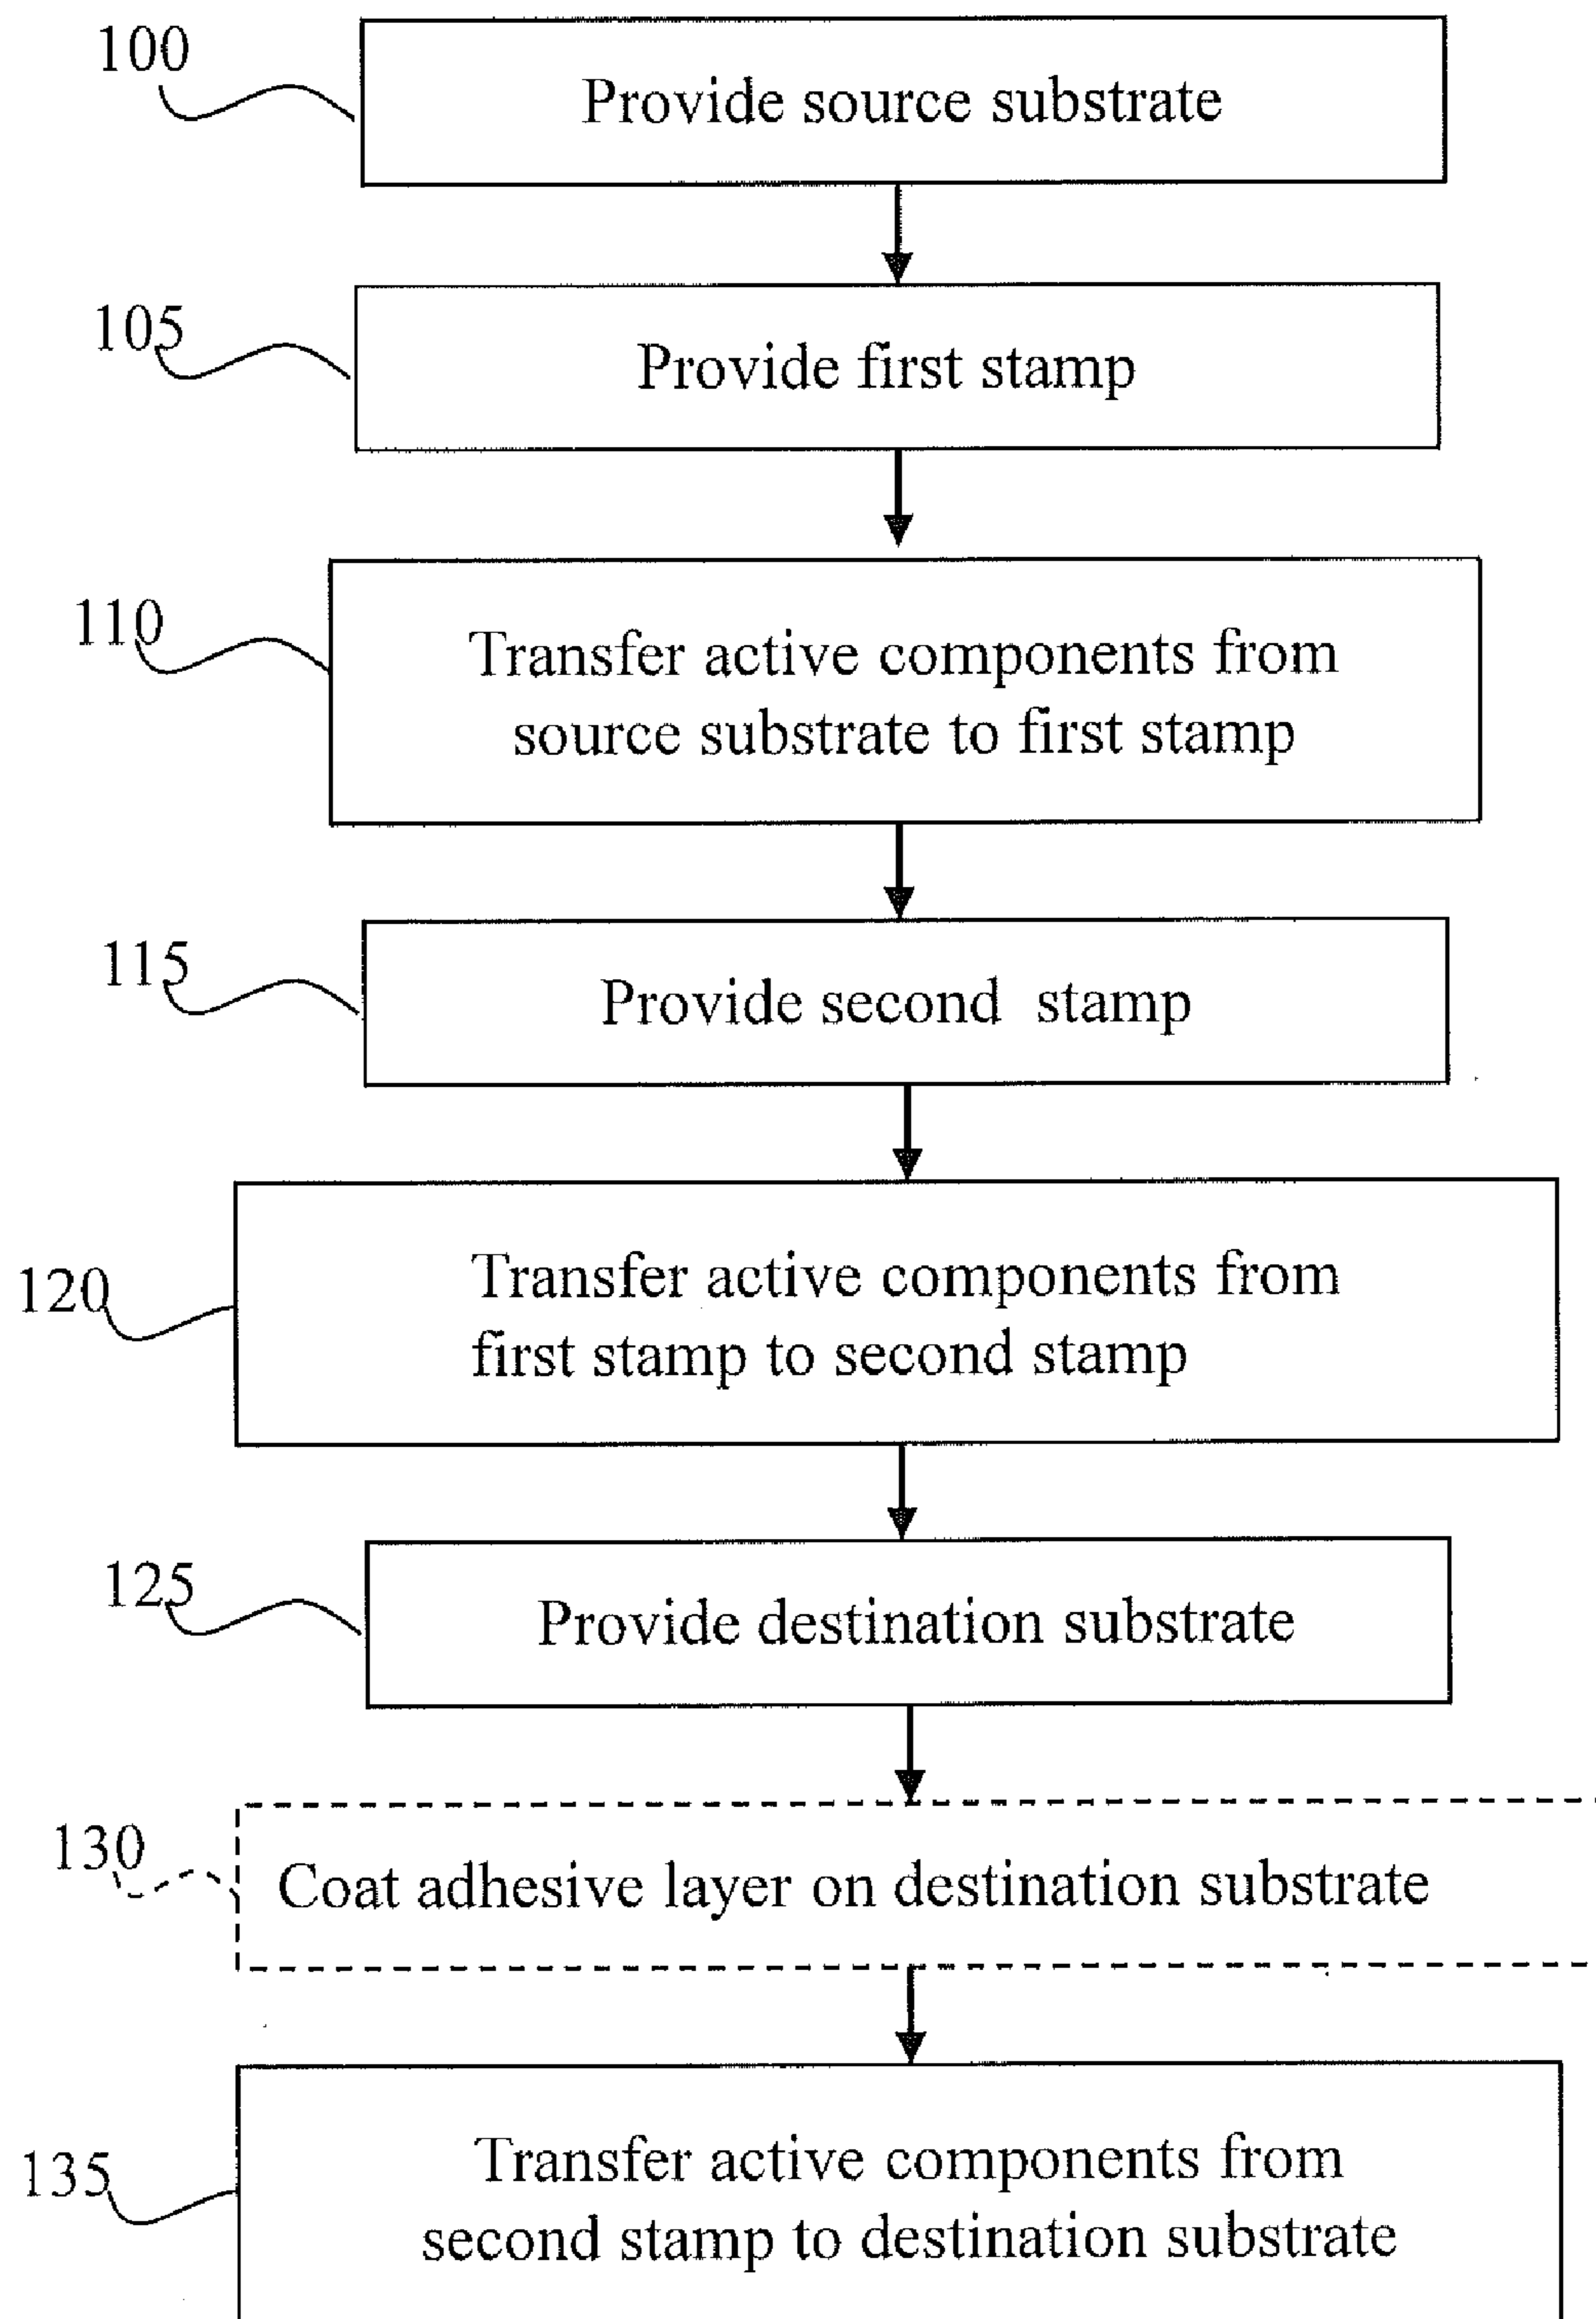 100
Provide source substrate
105
Provide first stamp
110
Transfer active components from
source substrate to first stamp
115
Provide second stamp
120
Transfer active components from
first stamp to second stamp
125
Provide destination substrate
130
Coat adhesive layer on destination substrate
135
Transfer active components from
second stamp to destination substrate